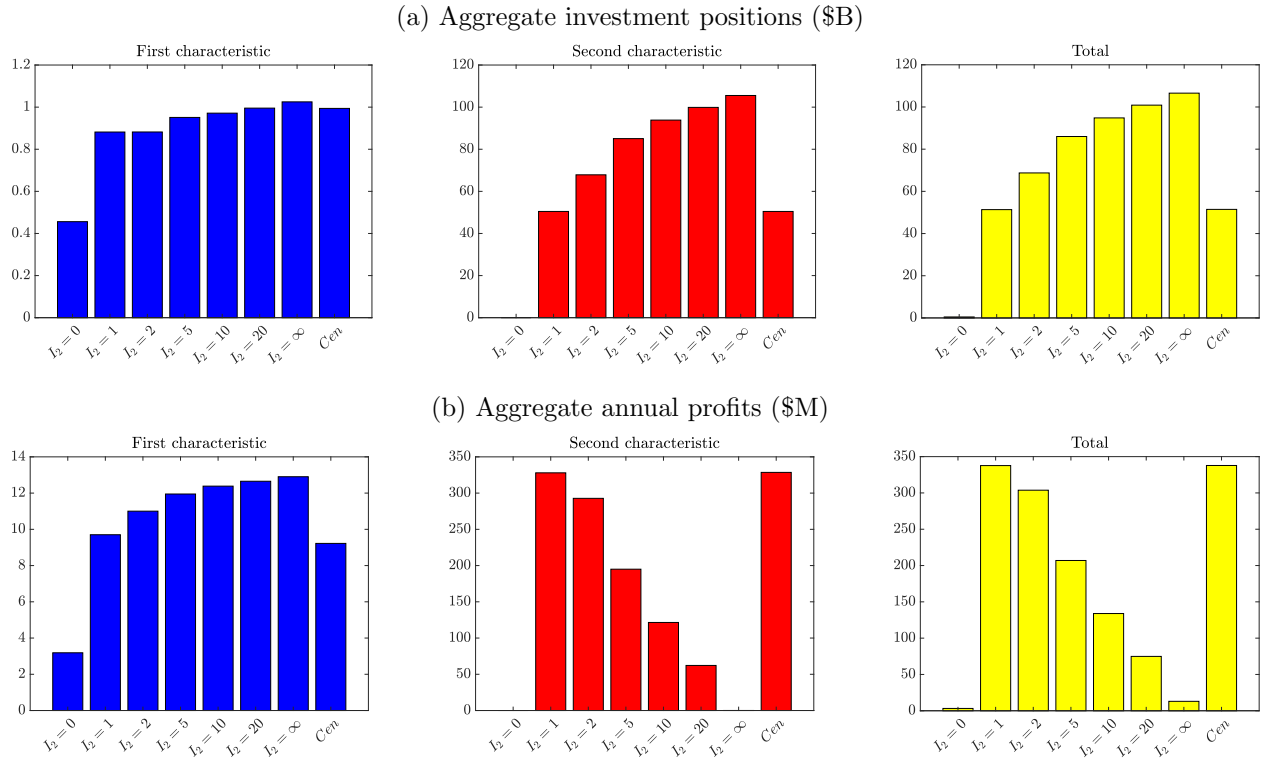 (a) Aggregate investment positions ($B)
First characteristic
1.2
1
0.8
0.6
0.4
0.2
0
I₂ = 0
I₂ = 1
I₂ = 2
I₂ = 5
I₂ = 10
I₂ = 20
I₂ = ∞
Cen
Second characteristic
120
100
80
60
40
20
0
I₂ = 0
I₂ = 1
I₂ = 2
I₂ = 5
I₂ = 10
I₂ = 20
I₂ = ∞
Cen
Total
120
100
80
60
40
20
0
I₂ = 0
I₂ = 1
I₂ = 2
I₂ = 5
I₂ = 10
I₂ = 20
I₂ = ∞
Cen
(b) Aggregate annual profits ($M)
First characteristic
14
12
10
8
6
4
2
0
I₂ = 0
I₂ = 1
I₂ = 2
I₂ = 5
I₂ = 10
I₂ = 20
I₂ = ∞
Cen
Second characteristic
350
300
250
200
150
100
50
0
I₂ = 0
I₂ = 1
I₂ = 2
I₂ = 5
I₂ = 10
I₂ = 20
I₂ = ∞
Cen
Total
350
300
250
200
150
100
50
0
I₂ = 0
I₂ = 1
I₂ = 2
I₂ = 5
I₂ = 10
I₂ = 20
I₂ = ∞
Cen